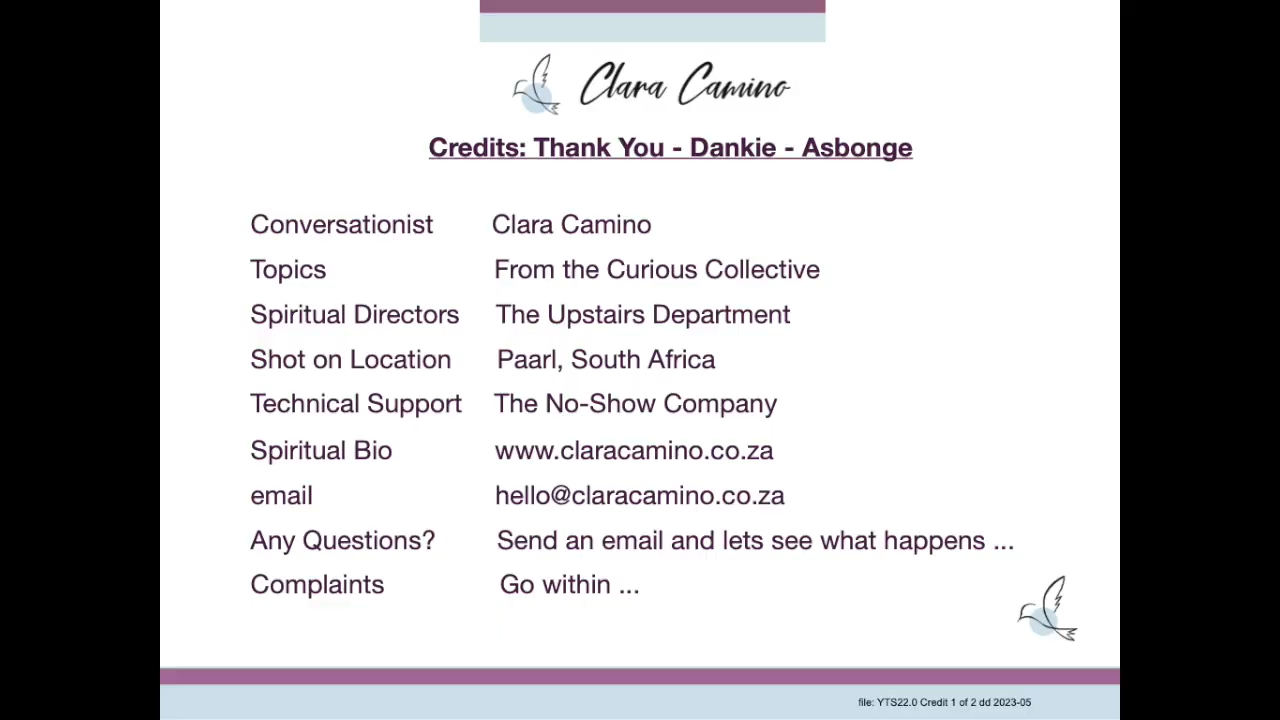 Clara Camino
Credits: Thank You - Dankie - Asbonge
Conversationist Clara Camino
Topics From the Curious Collective
Spiritual Directors The Upstairs Department
Shot on Location Paarl, South Africa
Technical Support The No-Show Company
Spiritual Bio www.claracamino.co.za
email hello@claracamino.co.za
Any Questions? Send an email and lets see what happens ...
Complaints Go within ...
file: YTS22.0 Credit 1 of 2 dd 2023-05